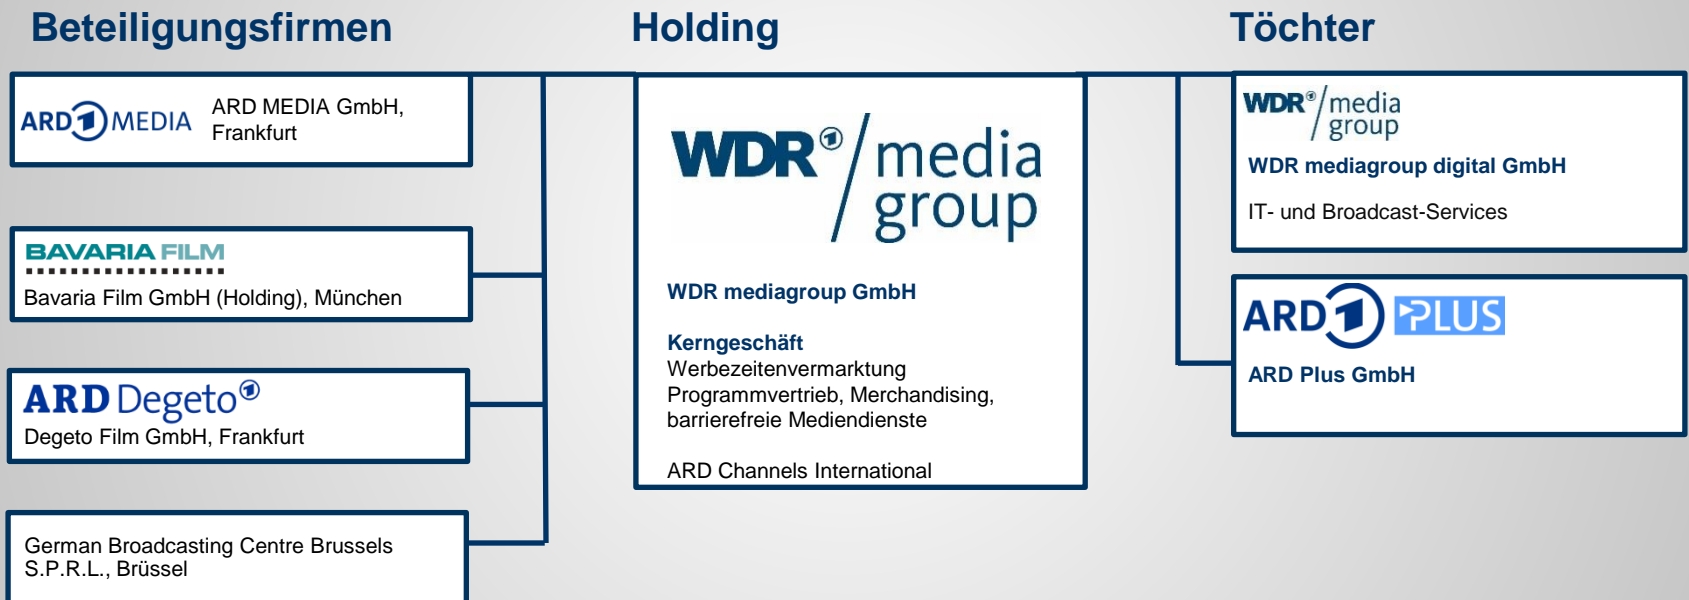 Beteiligungsfirmen
ARD 1 MEDIA
ARD MEDIA GmbH,
Frankfurt
BAVARIA FILM
Bavaria Film GmbH (Holding), München
ARD Degeto
Degeto Film GmbH, Frankfurt
German Broadcasting Centre Brussels
S.P.R.L., Brüssel
Holding
WDR / media
group
WDR mediagroup GmbH
Kerngeschäft
Werbezeitenvermarktung
Programmvertrieb, Merchandising,
barrierefreie Mediendienste
ARD Channels International
Töchter
WDR / media
group
WDR mediagroup digital GmbH
IT- und Broadcast-Services
ARD 1 PLUS
ARD Plus GmbH